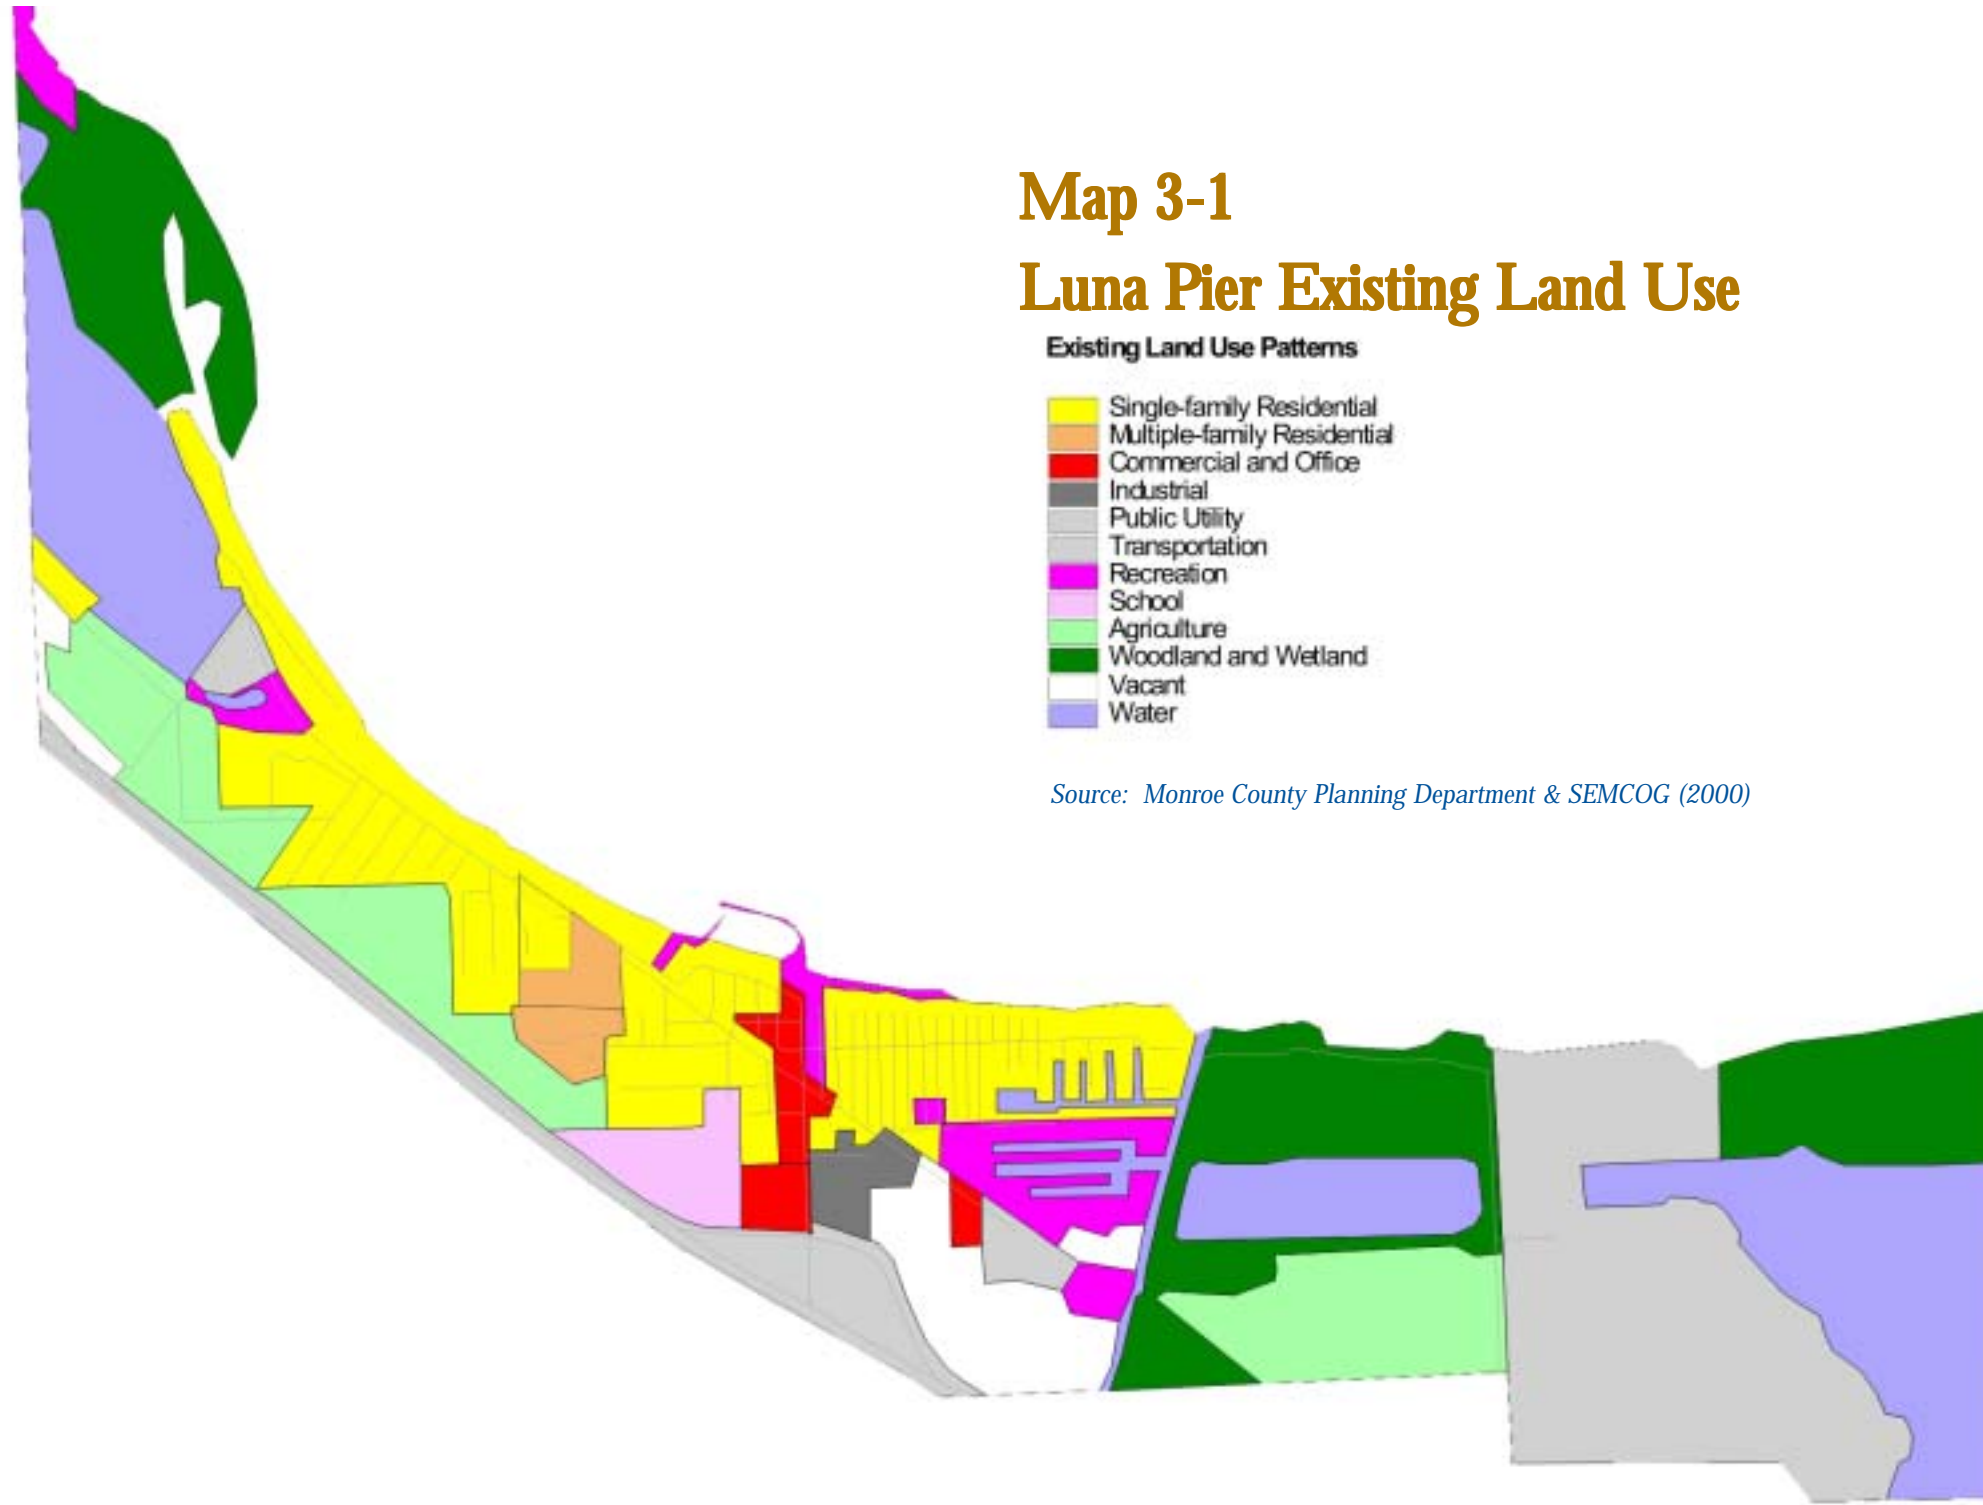 Map 3-1
Luna Pier Existing Land Use
Existing Land Use Patterns
Single-family Residential
Multiple-family Residential
Commercial and Office
Industrial
Public Utility
Transportation
Recreation
School
Agriculture
Woodland and Wetland
Vacant
Water
Source: Monroe County Planning Department & SEMCOG (2000)